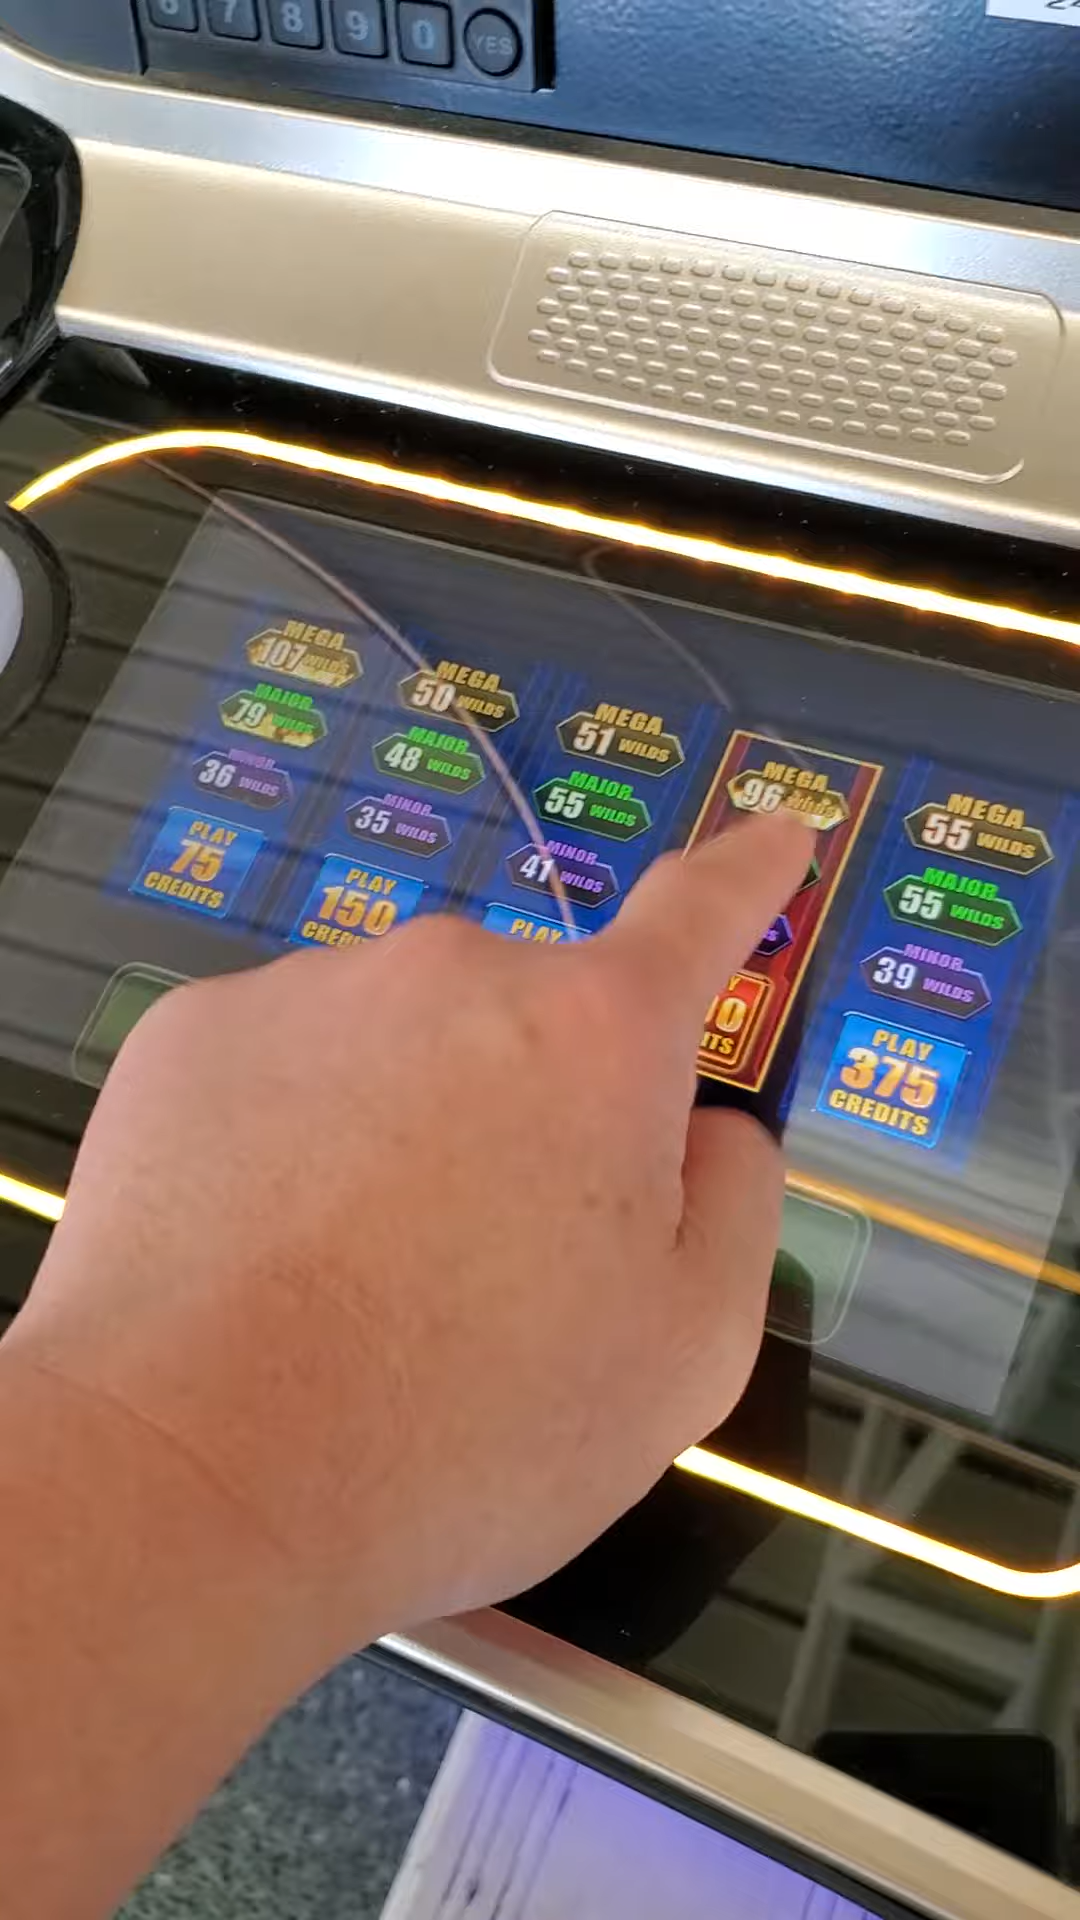 6 7 8 9 0 YES
MEGA
107 WILDS
MAJOR
79 WILDS
MINOR
36 WILDS
PLAY
75
CREDITS
MEGA
50 WILDS
MAJOR
48 WILDS
MINOR
35 WILDS
PLAY
150
MEGA
51 WILDS
MAJOR
55 WILDS
MINOR
41 WILDS
PLAY
MEGA
96 WILDS
MEGA
55 WILDS
MAJOR
55 WILDS
MINOR
39 WILDS
PLAY
375
CREDITS